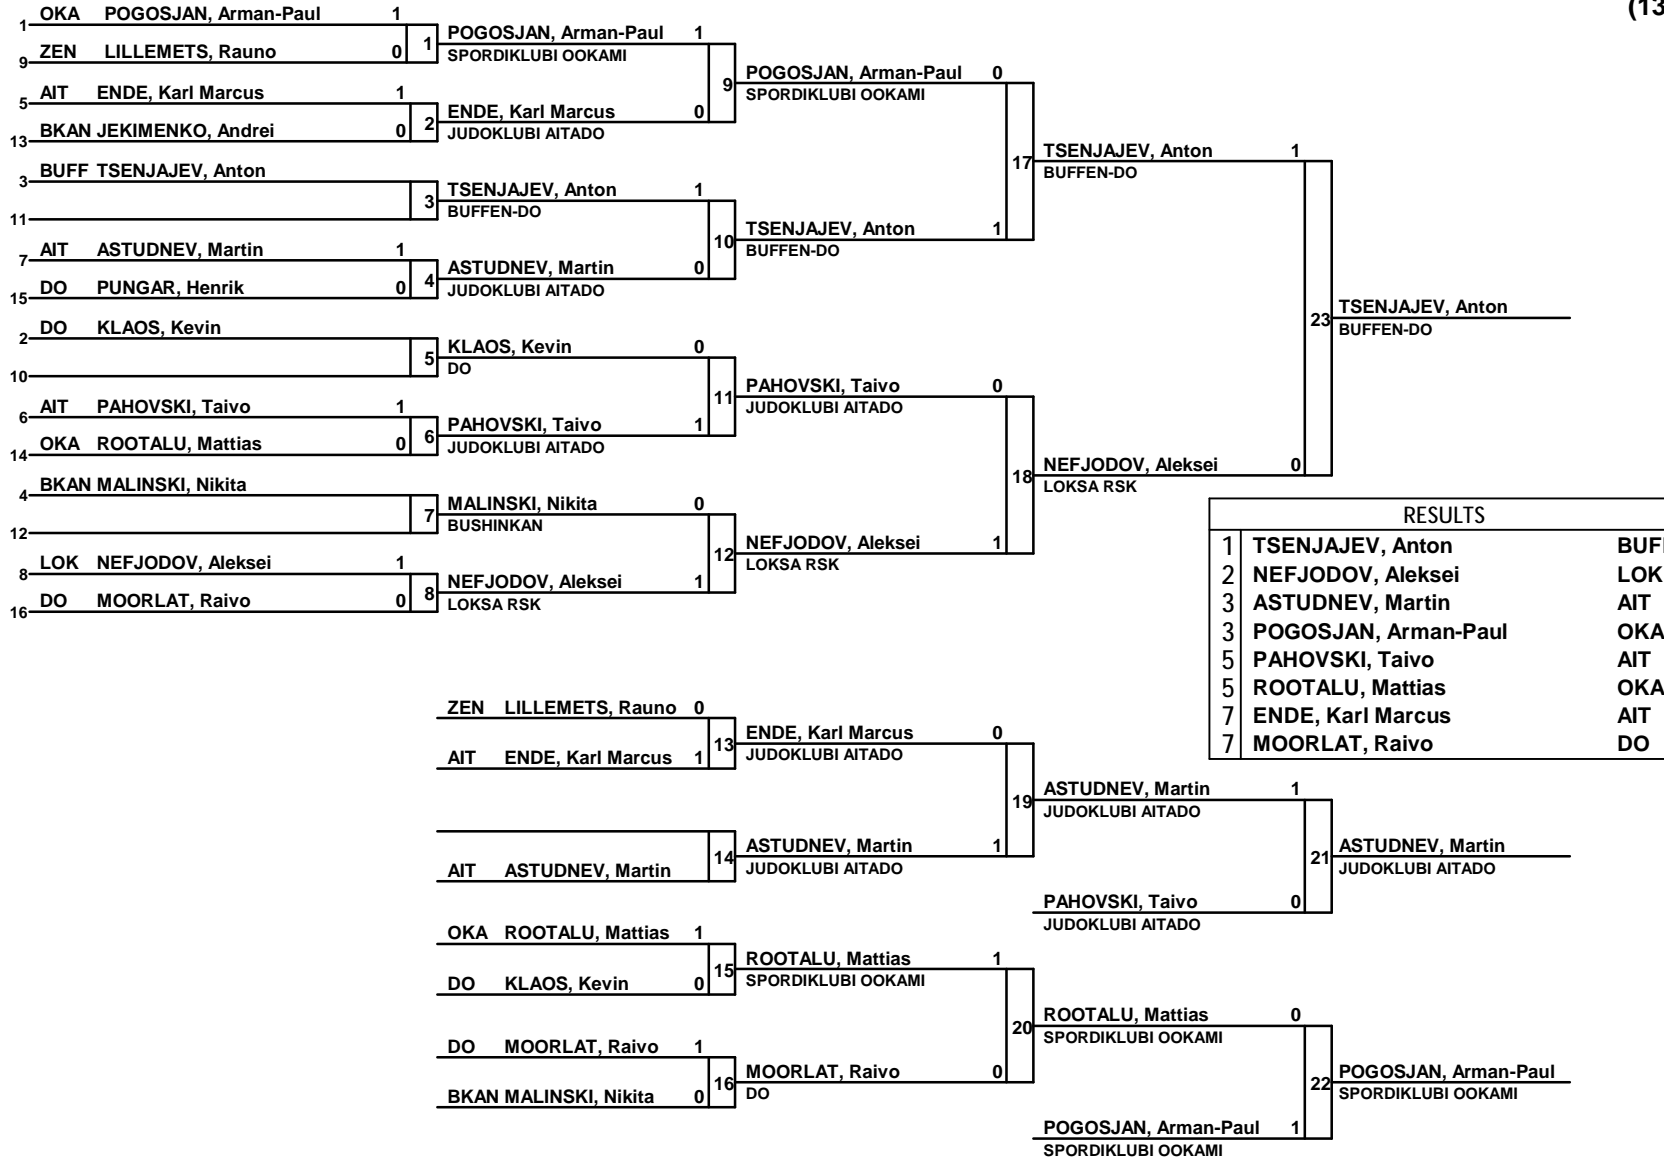 (13
OKA POGOSJAN, Arman-Paul 1
1
ZEN LILLEMETS, Rauno 0
9
1
POGOSJAN, Arman-Paul 1
SPORDIKLUBI OOKAMI
AIT ENDE, Karl Marcus 1
5
BKAN JEKIMENKO, Andrei 0
13
2
ENDE, Karl Marcus 0
JUDOKLUBI AITADO
9
POGOSJAN, Arman-Paul 0
SPORDIKLUBI OOKAMI
BUFF TSENJAJEV, Anton
3
11
3
TSENJAJEV, Anton 1
BUFFEN-DO
AIT ASTUDNEV, Martin 1
7
DO PUNGAR, Henrik 0
15
4
ASTUDNEV, Martin 0
JUDOKLUBI AITADO
10
TSENJAJEV, Anton 1
BUFFEN-DO
17
TSENJAJEV, Anton 1
BUFFEN-DO
DO KLAOS, Kevin
2
10
5
KLAOS, Kevin 0
DO
AIT PAHOVSKI, Taivo 1
6
OKA ROOTALU, Mattias 0
14
6
PAHOVSKI, Taivo 1
JUDOKLUBI AITADO
11
PAHOVSKI, Taivo 0
JUDOKLUBI AITADO
BKAN MALINSKI, Nikita
4
12
7
MALINSKI, Nikita 0
BUSHINKAN
LOK NEFJODOV, Aleksei 1
8
DO MOORLAT, Raivo 0
16
8
NEFJODOV, Aleksei 1
LOKSA RSK
12
NEFJODOV, Aleksei 1
LOKSA RSK
18
NEFJODOV, Aleksei 0
LOKSA RSK
23
TSENJAJEV, Anton
BUFFEN-DO
RESULTS
1 TSENJAJEV, Anton BUF
2 NEFJODOV, Aleksei LOK
3 ASTUDNEV, Martin AIT
3 POGOSJAN, Arman-Paul OKA
5 PAHOVSKI, Taivo AIT
5 ROOTALU, Mattias OKA
7 ENDE, Karl Marcus AIT
7 MOORLAT, Raivo DO
ZEN LILLEMETS, Rauno 0
AIT ENDE, Karl Marcus 1
13
ENDE, Karl Marcus 0
JUDOKLUBI AITADO
AIT ASTUDNEV, Martin
14
ASTUDNEV, Martin 1
JUDOKLUBI AITADO
19
ASTUDNEV, Martin 1
JUDOKLUBI AITADO
PAHOVSKI, Taivo 0
JUDOKLUBI AITADO
21
ASTUDNEV, Martin
JUDOKLUBI AITADO
OKA ROOTALU, Mattias 1
DO KLAOS, Kevin 0
15
ROOTALU, Mattias 1
SPORDIKLUBI OOKAMI
DO MOORLAT, Raivo 1
BKAN MALINSKI, Nikita 0
16
MOORLAT, Raivo 0
DO
20
ROOTALU, Mattias 0
SPORDIKLUBI OOKAMI
POGOSJAN, Arman-Paul 1
SPORDIKLUBI OOKAMI
22
POGOSJAN, Arman-Paul
SPORDIKLUBI OOKAMI